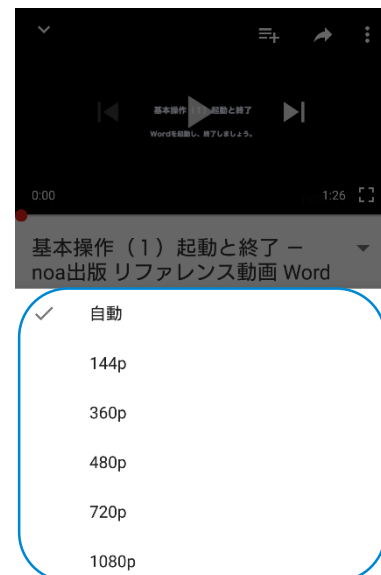 基本操作（１）起動と終了
Wordを起動し、終了しましょう。
0:00
1:26
基本操作（１）起動と終了 －
noa出版 リファレンス動画 Word
自動
144p
360p
480p
720p
1080p